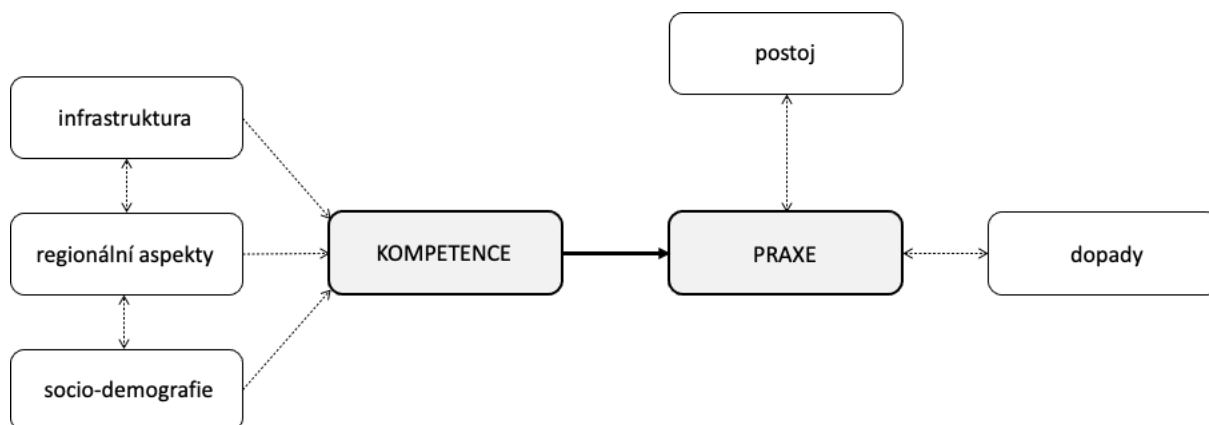 postoj
infrastruktura
regionální aspekty
KOMPETENCE
PRAXE
dopady
socio-demografie